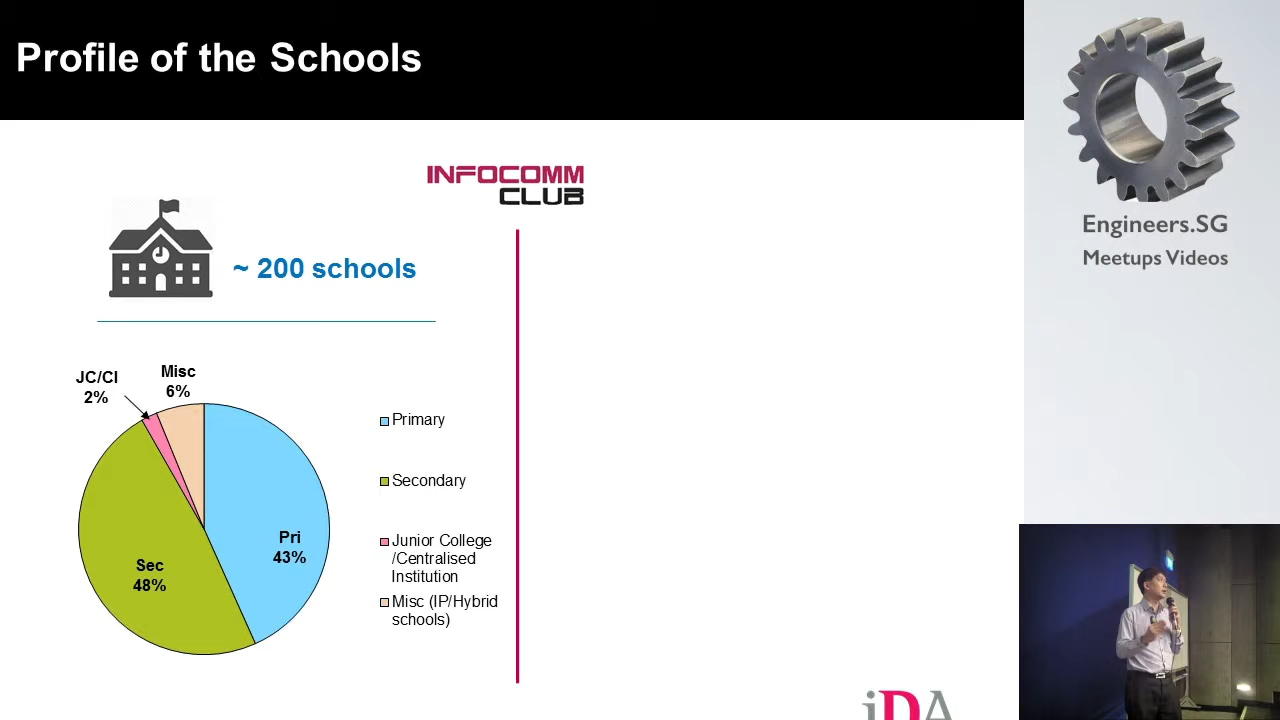 Profile of the Schools
INFOCOMM
CLUB
~ 200 schools
JC/CI
2%
Misc
6%
Pri
43%
Sec
48%
Primary
Secondary
Junior College
/Centralised
Institution
Misc (IP/Hybrid
schools)
iDA
Engineers.SG
Meetups Videos